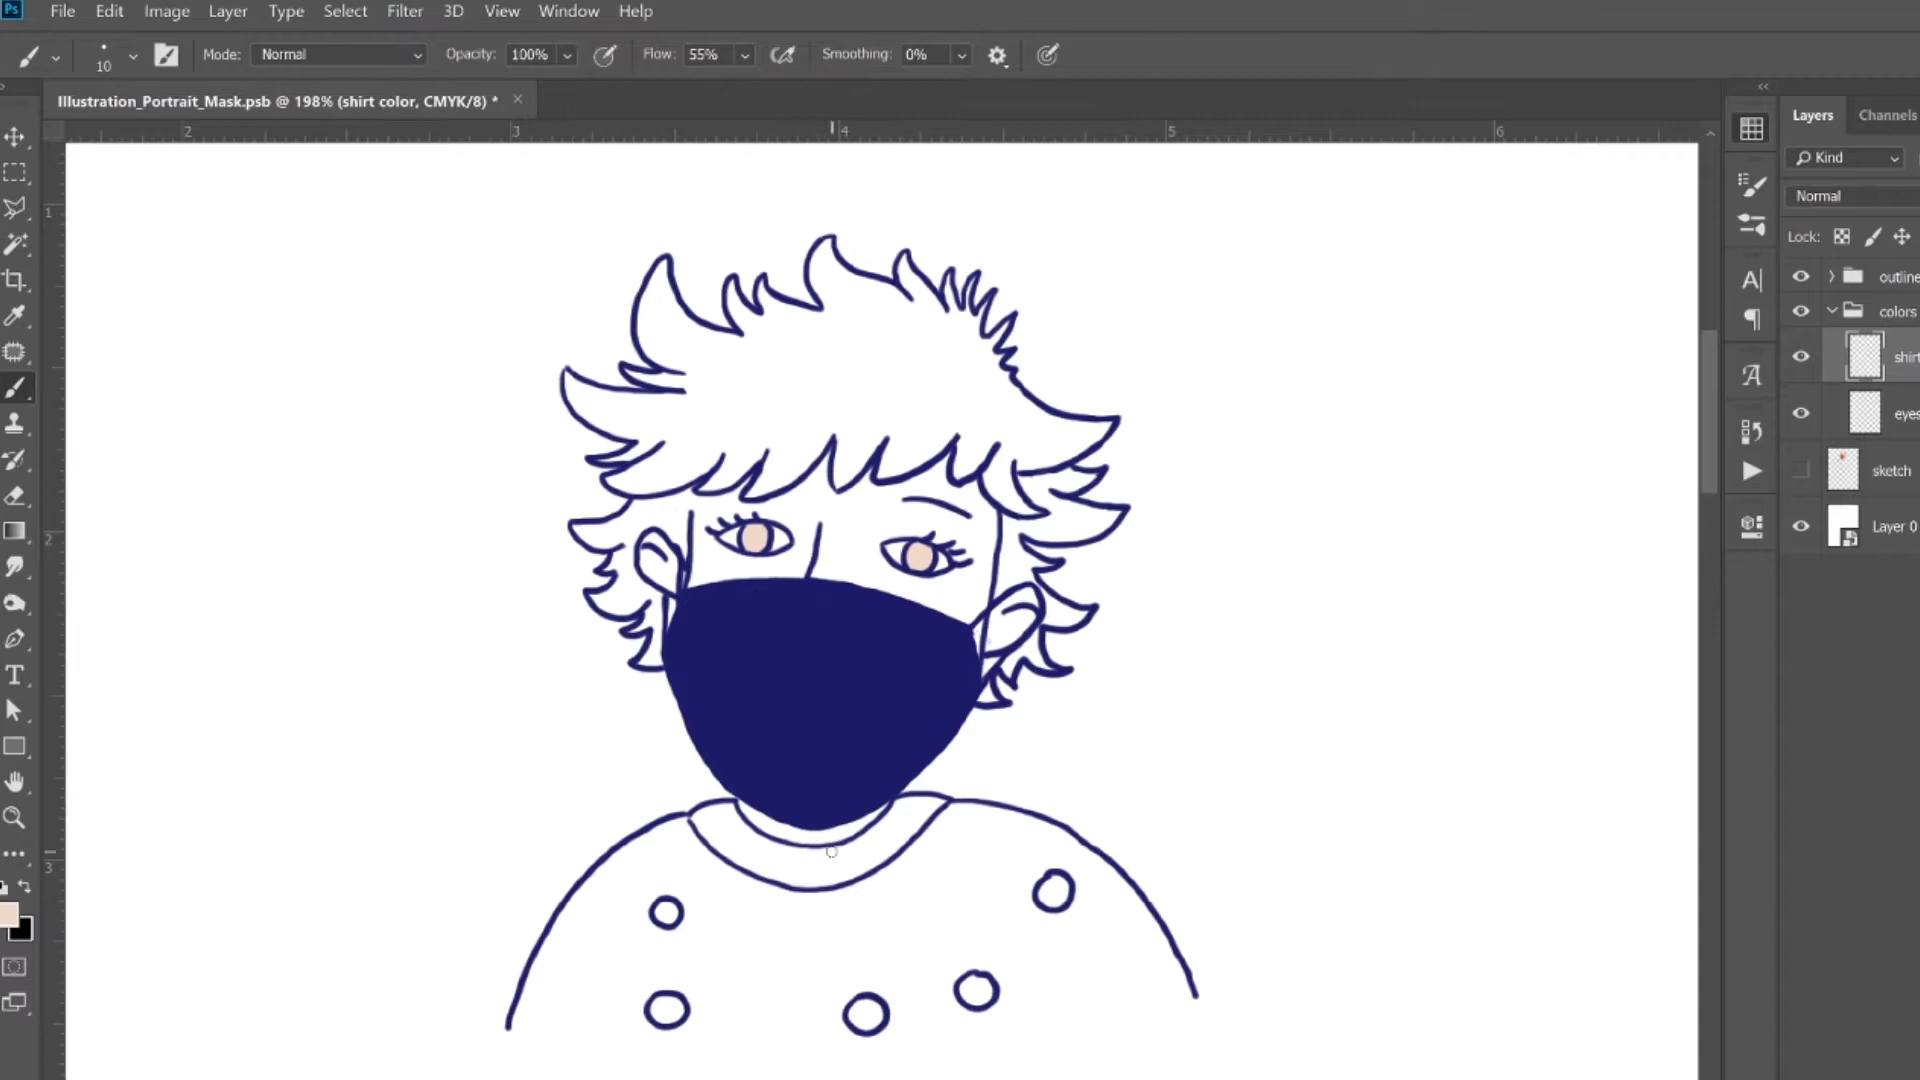 Ps File Edit Image Layer Type Select Filter 3D View Window Help
10 Mode: Normal Opacity: 100% Flow: 55% Smoothing: 0%
Illustration_Portrait_Mask.psb @ 198% (shirt color, CMYK/8) * ×
2 3 4 5 6
1
2
3
Layers Channels
Kind
Normal
Lock:
outline
colors
shirt
eyes
sketch
Layer 0